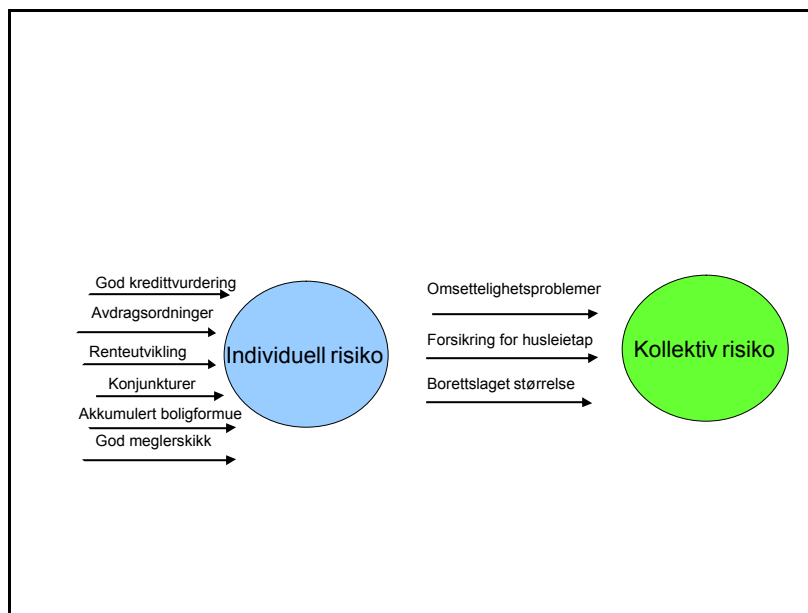 God kredittvurdering
Avdragsordninger
Renteutvikling
Konjunkturer
Akkumulert boligformue
God meglerskikk
Individuell risiko
Omsettelighetsproblemer
Forsikring for husleietap
Borettslaget størrelse
Kollektiv risiko